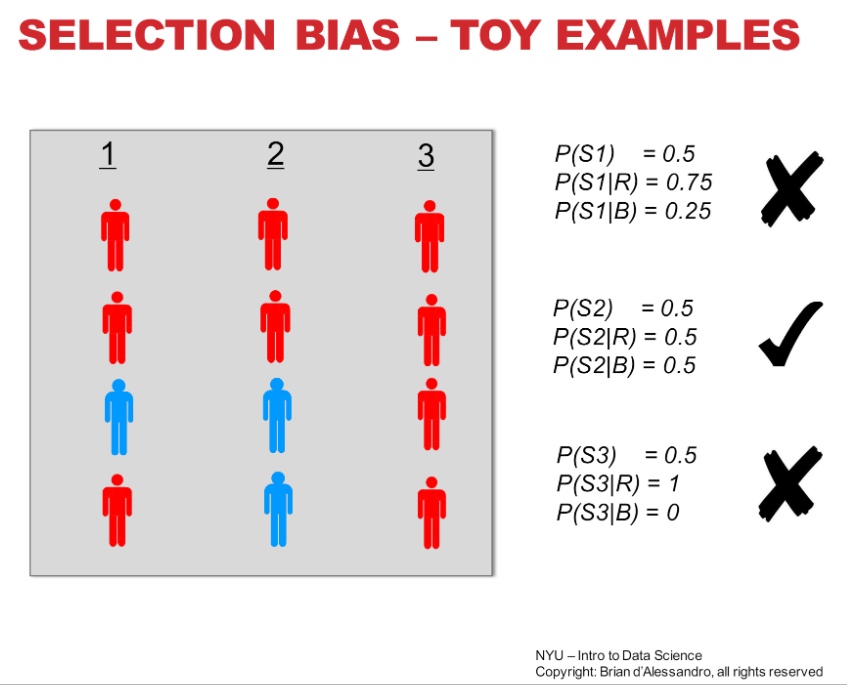 SELECTION BIAS – TOY EXAMPLES
1 2 3
P(S1) = 0.5
P(S1|R) = 0.75
P(S1|B) = 0.25
P(S2) = 0.5
P(S2|R) = 0.5
P(S2|B) = 0.5
P(S3) = 0.5
P(S3|R) = 1
P(S3|B) = 0
NYU – Intro to Data Science
Copyright: Brian d’Alessandro, all rights reserved